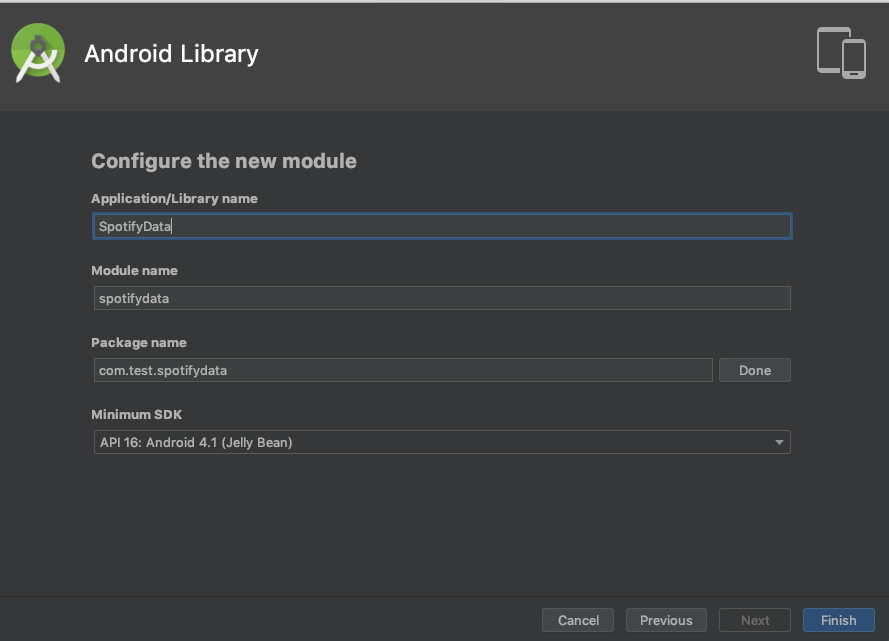 Android Library
Configure the new module
Application/Library name
SpotifyData
Module name
spotifydata
Package name
com.test.spotifydata
Done
Minimum SDK
API 16: Android 4.1 (Jelly Bean)
Cancel Previous Next Finish